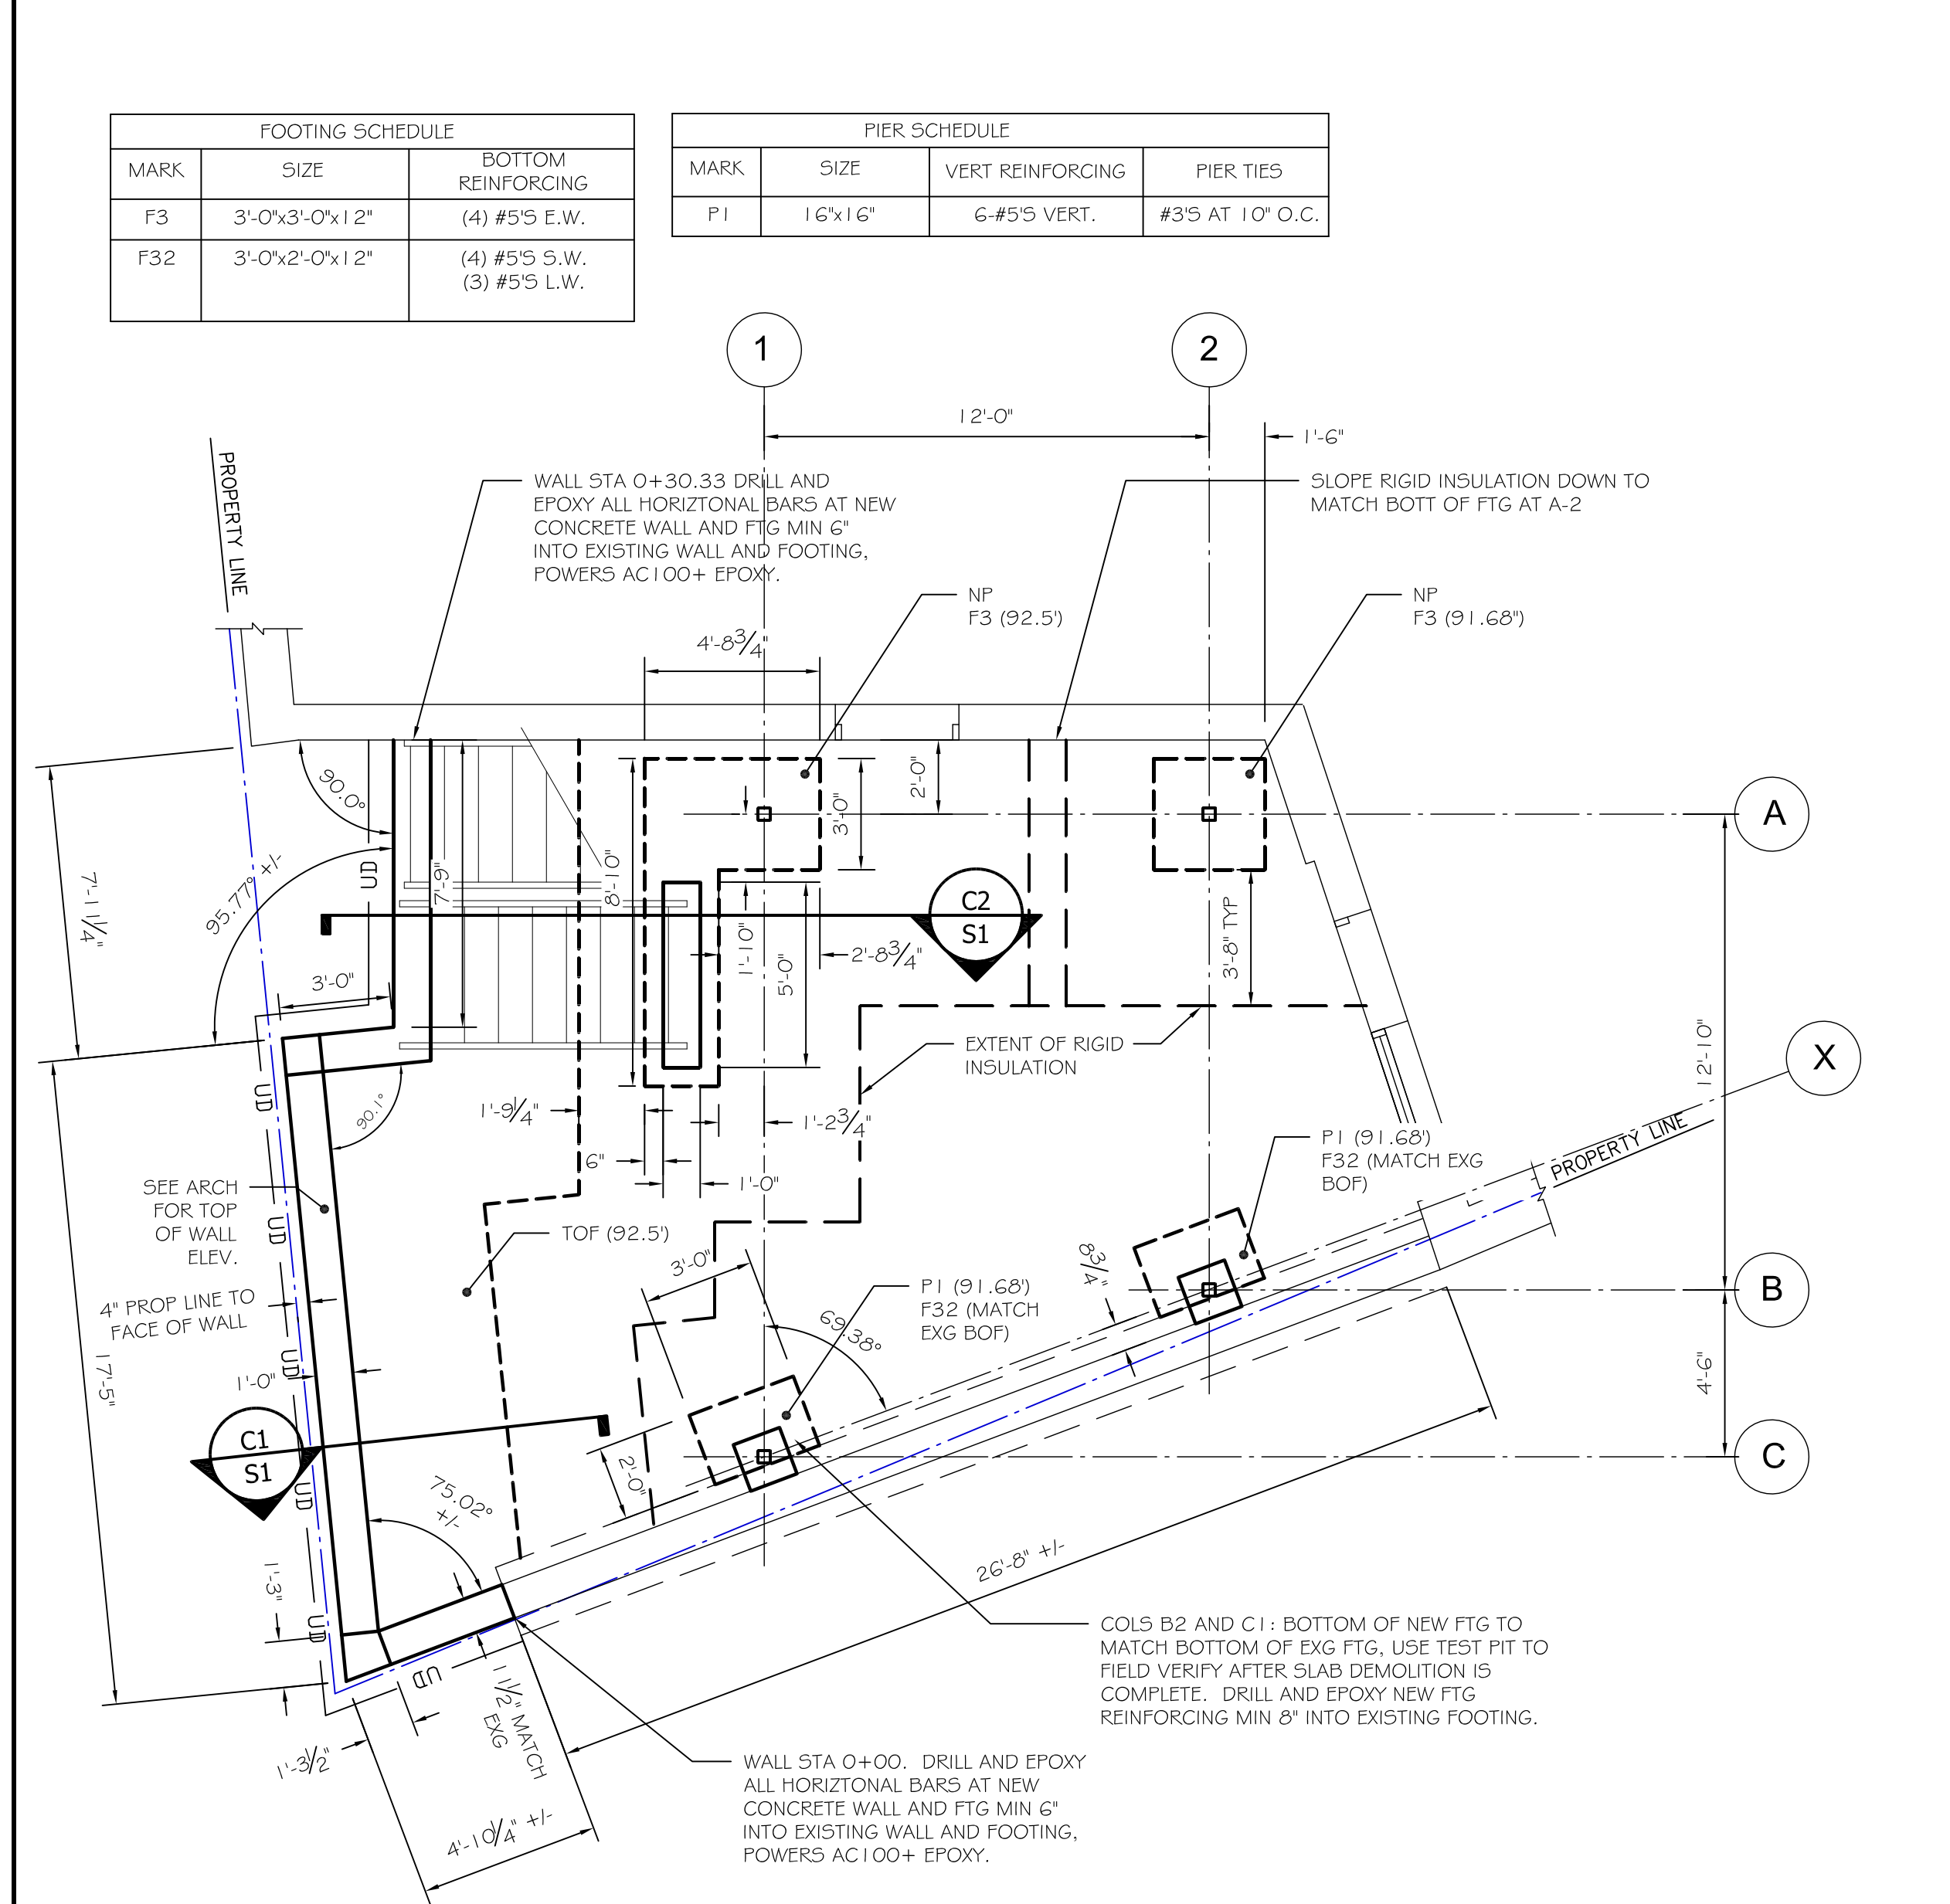 FOOTING SCHEDULE
MARK SIZE BOTTOM REINFORCING
F3 3'-0"x3'-0"x12" (4) #5'S E.W.
F32 3'-0"x2'-0"x12" (4) #5'S S.W.
(3) #5'S L.W.
PIER SCHEDULE
MARK SIZE VERT REINFORCING PIER TIES
P1 16"x16" 6-#5'S VERT. #3'S AT 10" O.C.
1
2
12'-0"
1'-6"
PROPERTY LINE
WALL STA 0+30.33 DRILL AND
EPOXY ALL HORIZTONAL BARS AT NEW
CONCRETE WALL AND FTG MIN 6"
INTO EXISTING WALL AND FOOTING,
POWERS AC100+ EPOXY.
SLOPE RIGID INSULATION DOWN TO
MATCH BOTT OF FTG AT A-2
NP
F3 (92.5')
NP
F3 (91.68")
4'-8 3/4"
90.0°
95.77° +/-
UD
7'-9"
8'-10"
3'-0"
2'-0"
A
7'-11 1/4"
3'-0"
C2
S1
1'-10"
5'-0"
2'-8 3/4"
3'-8" TYP
EXTENT OF RIGID
INSULATION
12'-10"
X
UD
90.1°
1'-9 1/4"
1'-2 3/4"
6"
1'-0"
P1 (91.68')
F32 (MATCH EXG
BOF)
PROPERTY LINE
SEE ARCH
FOR TOP
OF WALL
ELEV.
UD
TOF (92.5')
3'-0"
8 3/4"
B
4" PROP LINE TO
FACE OF WALL
P1 (91.68')
F32 (MATCH
EXG BOF)
69.38°
17'-5"
UD
1'-0"
4'-6"
C1
S1
2'-0"
C
75.02°
+/-
UD
1'-3"
UD
26'-8" +/-
UD
1 1/2" MATCH
EXG
COLS B2 AND C1: BOTTOM OF NEW FTG TO
MATCH BOTTOM OF EXG FTG, USE TEST PIT TO
FIELD VERIFY AFTER SLAB DEMOLITION IS
COMPLETE. DRILL AND EPOXY NEW FTG
REINFORCING MIN 8" INTO EXISTING FOOTING.
1'-3 1/2"
4'-10 1/4" +/-
WALL STA 0+00. DRILL AND EPOXY
ALL HORIZTONAL BARS AT NEW
CONCRETE WALL AND FTG MIN 6"
INTO EXISTING WALL AND FOOTING,
POWERS AC100+ EPOXY.